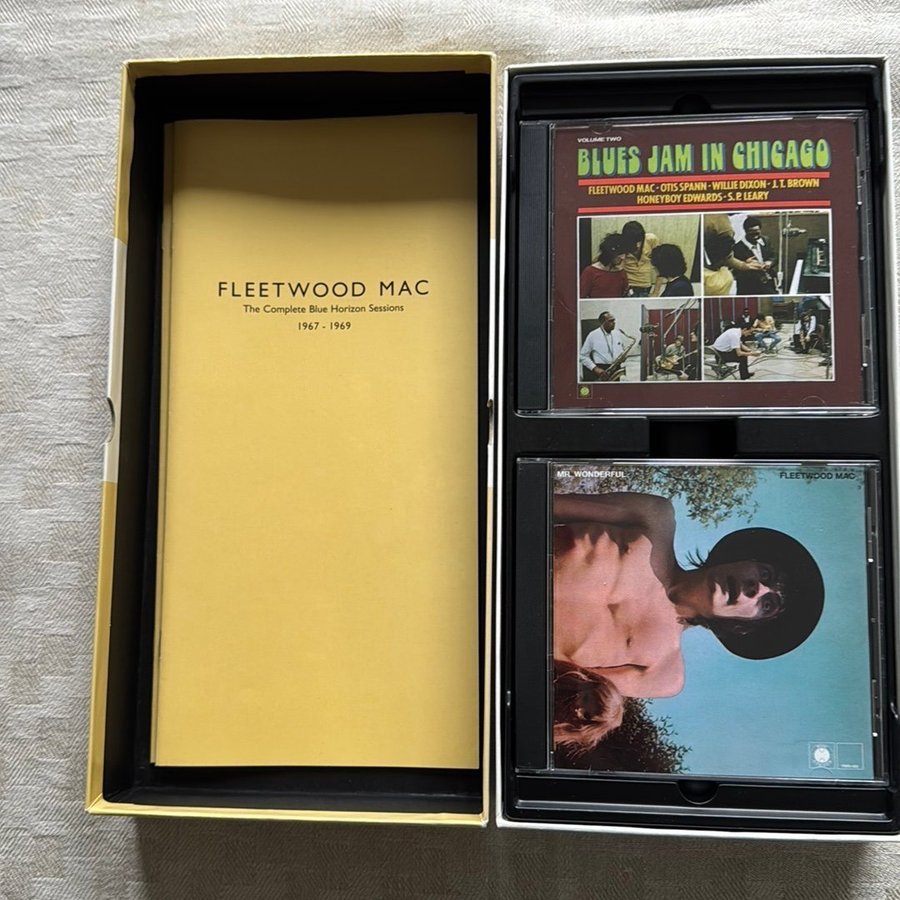 FLEETWOOD MAC
The Complete Blue Horizon Sessions
1967 - 1969
VOLUME TWO
BLUES JAM IN CHICAGO
FLEETWOOD MAC · OTIS SPANN · WILLIE DIXON · J.T. BROWN
HONEYBOY EDWARDS · S.P. LEARY
MR. WONDERFUL
FLEETWOOD MAC